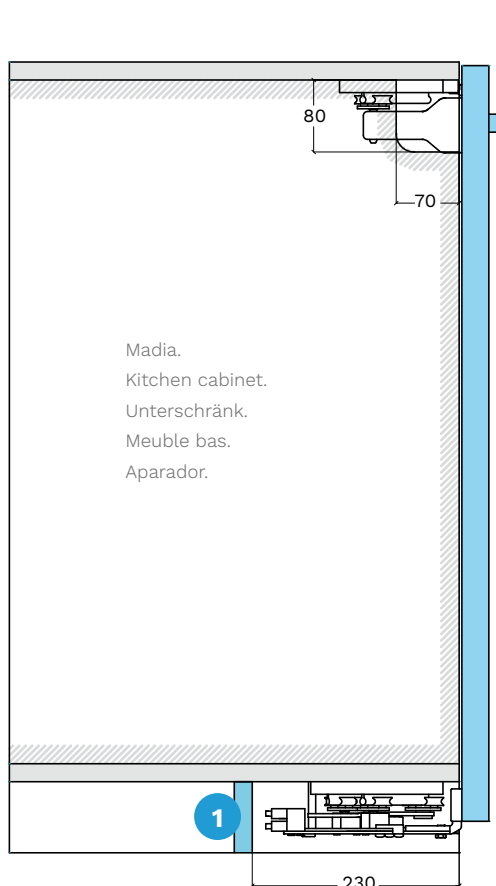 80
70
Madia.
Kitchen cabinet.
Unterschränk.
Meuble bas.
Aparador.
1
230